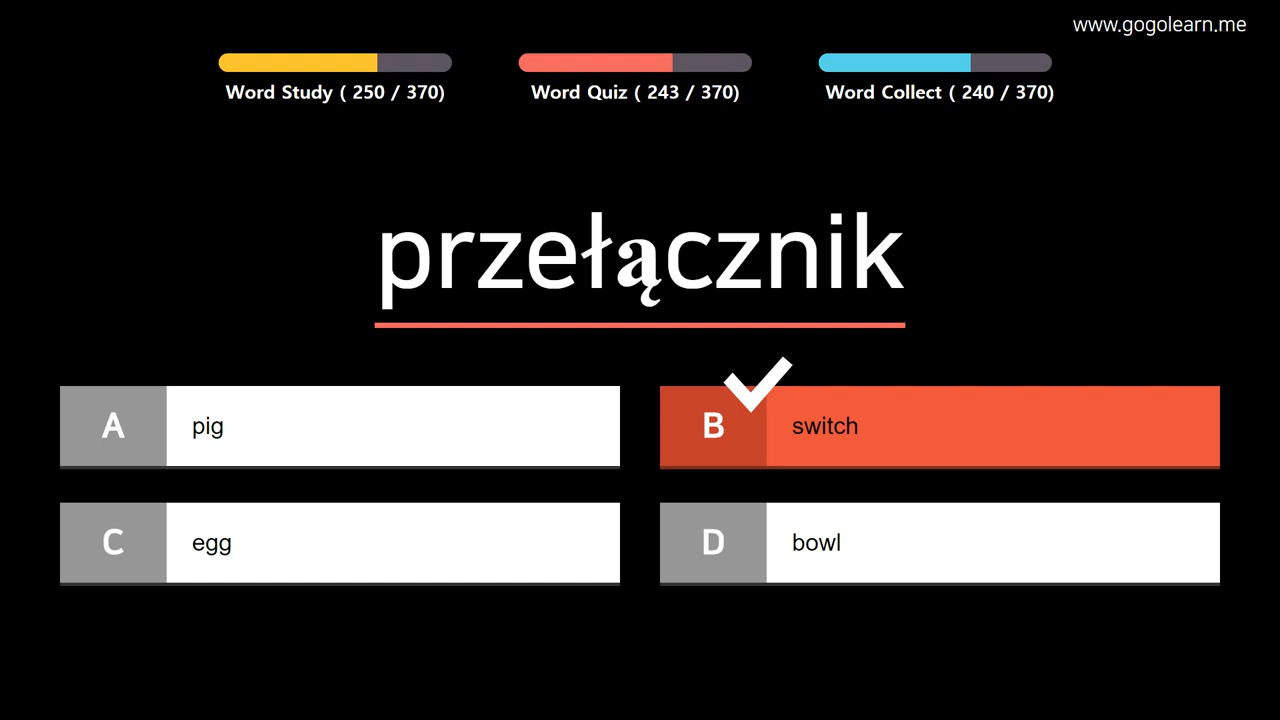 www.gogolearn.me
Word Study ( 250 / 370)
Word Quiz ( 243 / 370)
Word Collect ( 240 / 370)
przełącznik
A pig
B switch
C egg
D bowl